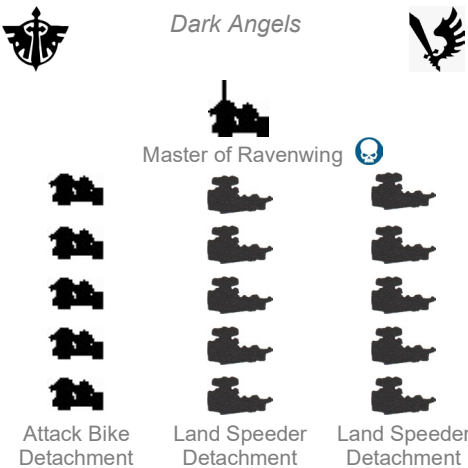 Dark Angels
Master of Ravenwing
Attack Bike Land Speeder Land Speeder
Detachment Detachment Detachment